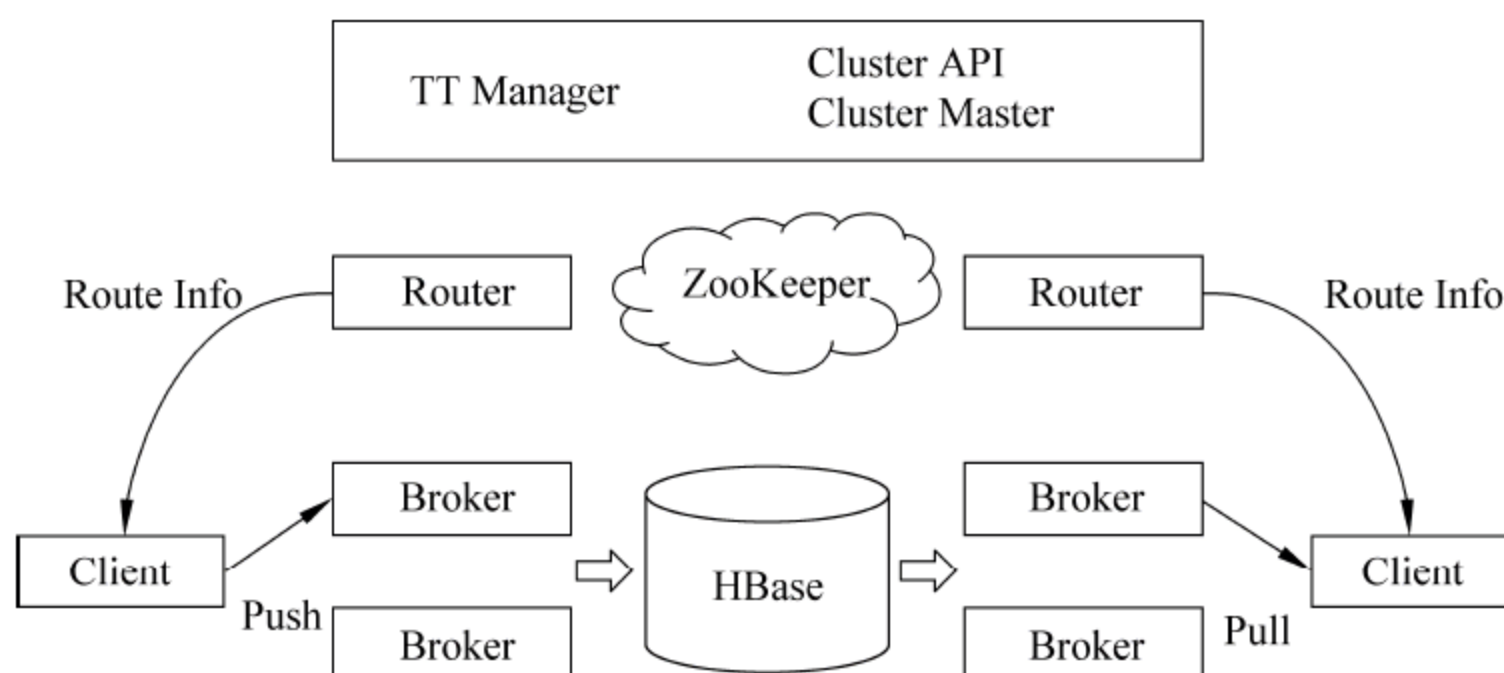 TT Manager
Cluster API
Cluster Master
Route Info
Router
ZooKeeper
Router
Route Info
Broker
Broker
Client
HBase
Client
Push
Broker
Broker
Pull